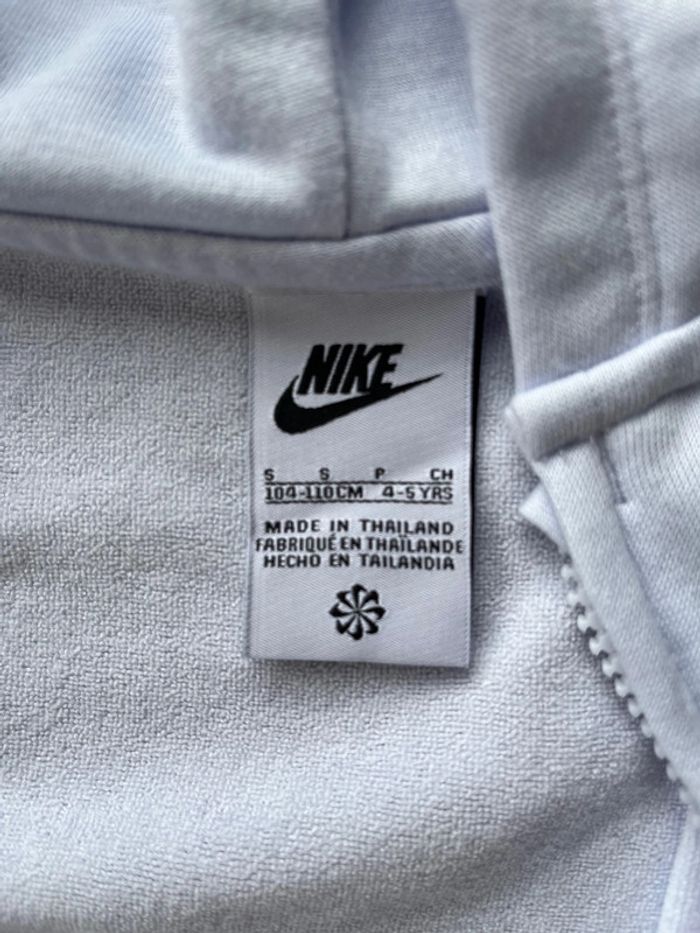 NIKE
S S P CH
104-110CM 4-5YRS
MADE IN THAILAND
FABRIQUÉ EN THAÏLANDE
HECHO EN TAILANDIA